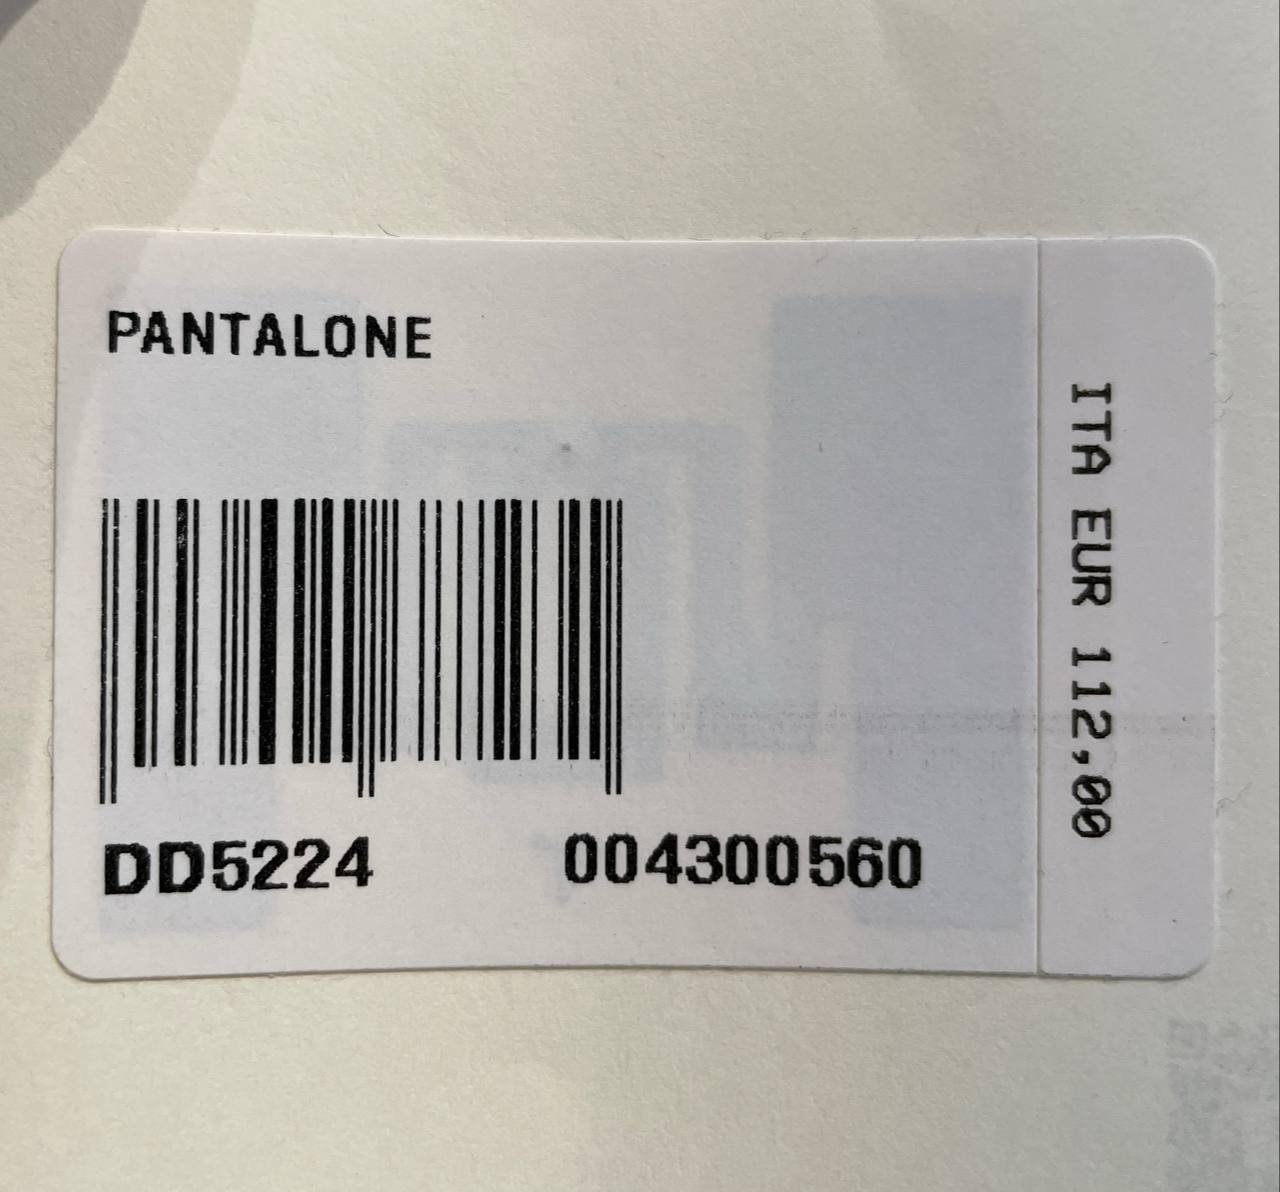 PANTALONE
DD5224 004300560
ITA EUR 112,00